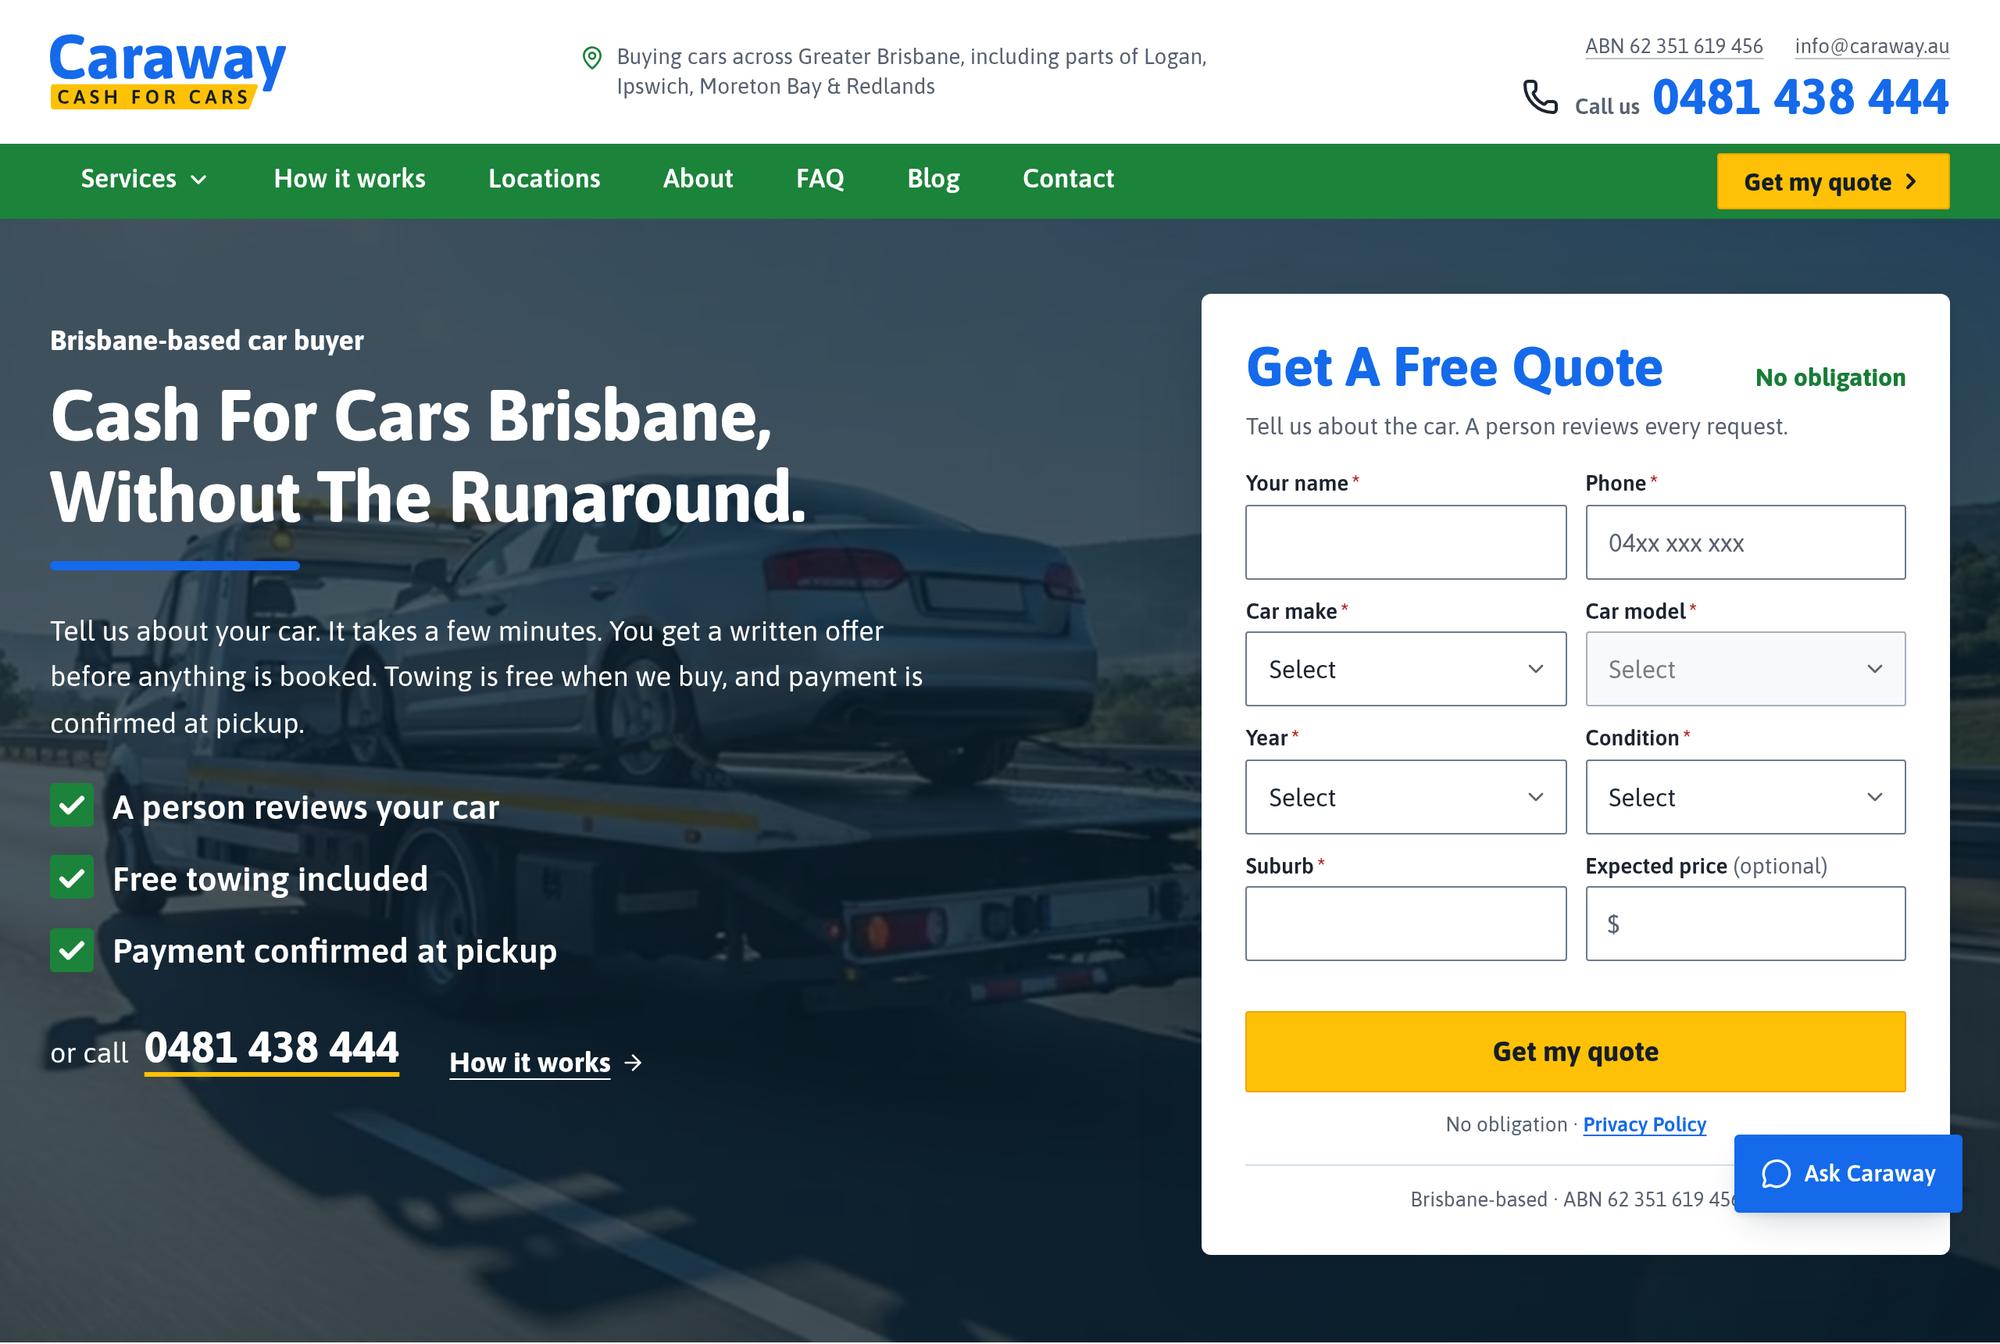 Caraway
CASH FOR CARS
Buying cars across Greater Brisbane, including parts of Logan,
Ipswich, Moreton Bay & Redlands
ABN 62 351 619 456
info@caraway.au
Call us 0481 438 444
Services
How it works
Locations
About
FAQ
Blog
Contact
Get my quote
Brisbane-based car buyer
Cash For Cars Brisbane,
Without The Runaround.
Tell us about your car. It takes a few minutes. You get a written offer
before anything is booked. Towing is free when we buy, and payment is
confirmed at pickup.
A person reviews your car
Free towing included
Payment confirmed at pickup
or call 0481 438 444
How it works
Get A Free Quote
No obligation
Tell us about the car. A person reviews every request.
Your name *
Phone *
04xx xxx xxx
Car make *
Car model *
Select
Select
Year *
Condition *
Select
Select
Suburb *
Expected price (optional)
$
Get my quote
No obligation · Privacy Policy
Brisbane-based · ABN 62 351 619 456
Ask Caraway